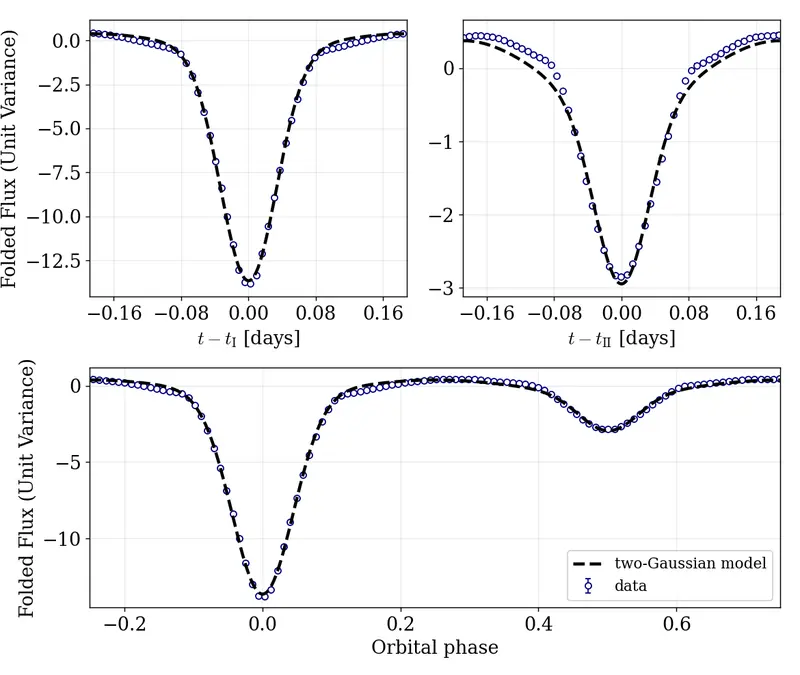 Folded Flux (Unit Variance)
0.0
−2.5
−5.0
−7.5
−10.0
−12.5
−0.16 −0.08 0.00 0.08 0.16
t − t_I [days]
0
−1
−2
−3
−0.16 −0.08 0.00 0.08 0.16
t − t_II [days]
Folded Flux (Unit Variance)
0
−5
−10
two-Gaussian model
data
−0.2 0.0 0.2 0.4 0.6
Orbital phase